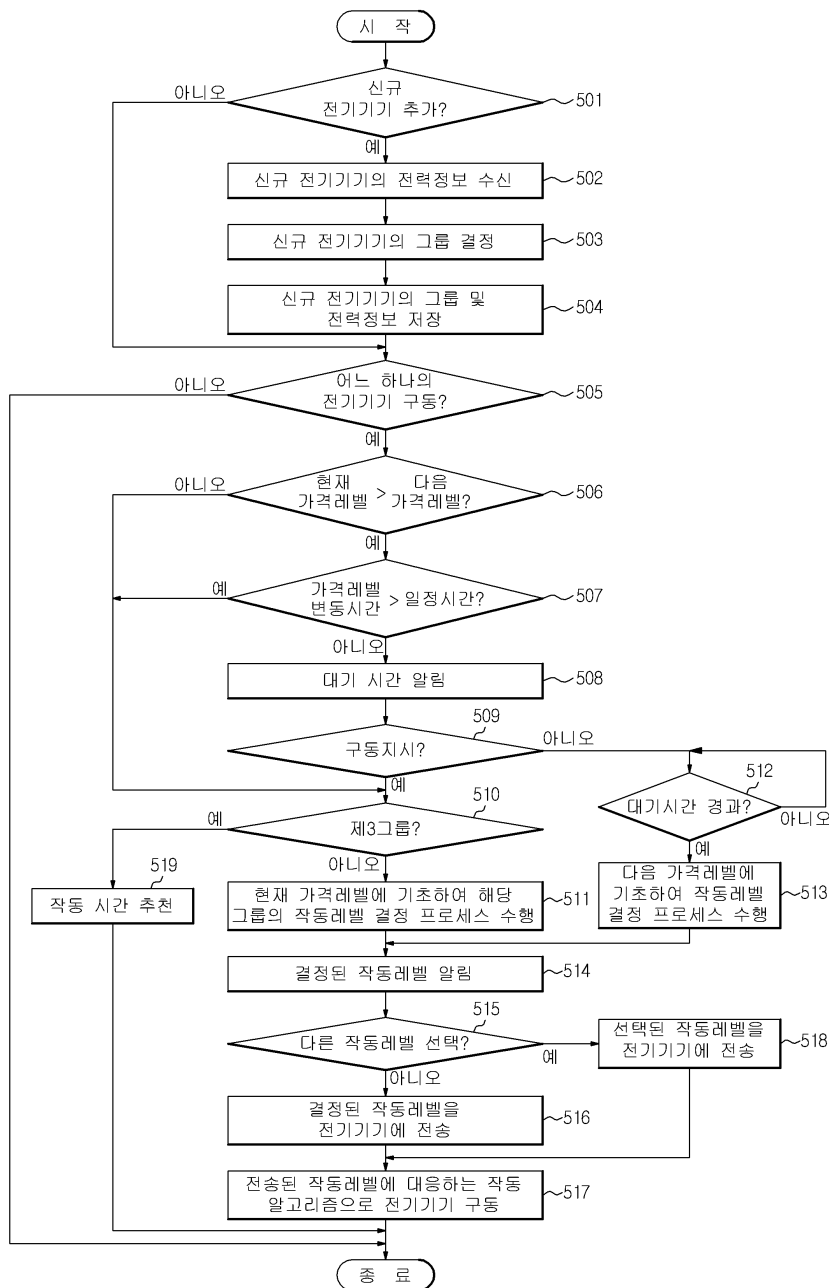 시 작
신규
전기기기 추가?
아니오
501
예
신규 전기기기의 전력정보 수신
502
신규 전기기기의 그룹 결정
503
신규 전기기기의 그룹 및
전력정보 저장
504
어느 하나의
전기기기 구동?
아니오
505
예
현재 다음
가격레벨 > 가격레벨?
아니오
506
예
가격레벨
변동시간 > 일정시간?
예
507
아니오
대기 시간 알림
508
509
구동지시?
아니오
예
512
대기시간 경과?
아니오
예
510
제3그룹?
예
아니오
519
작동 시간 추천
현재 가격레벨에 기초하여 해당
그룹의 작동레벨 결정 프로세스 수행
511
다음 가격레벨에
기초하여 작동레벨
결정 프로세스 수행
513
결정된 작동레벨 알림
514
515
다른 작동레벨 선택?
예
아니오
선택된 작동레벨을
전기기기에 전송
518
결정된 작동레벨을
전기기기에 전송
516
전송된 작동레벨에 대응하는 작동
알고리즘으로 전기기기 구동
517
종 료